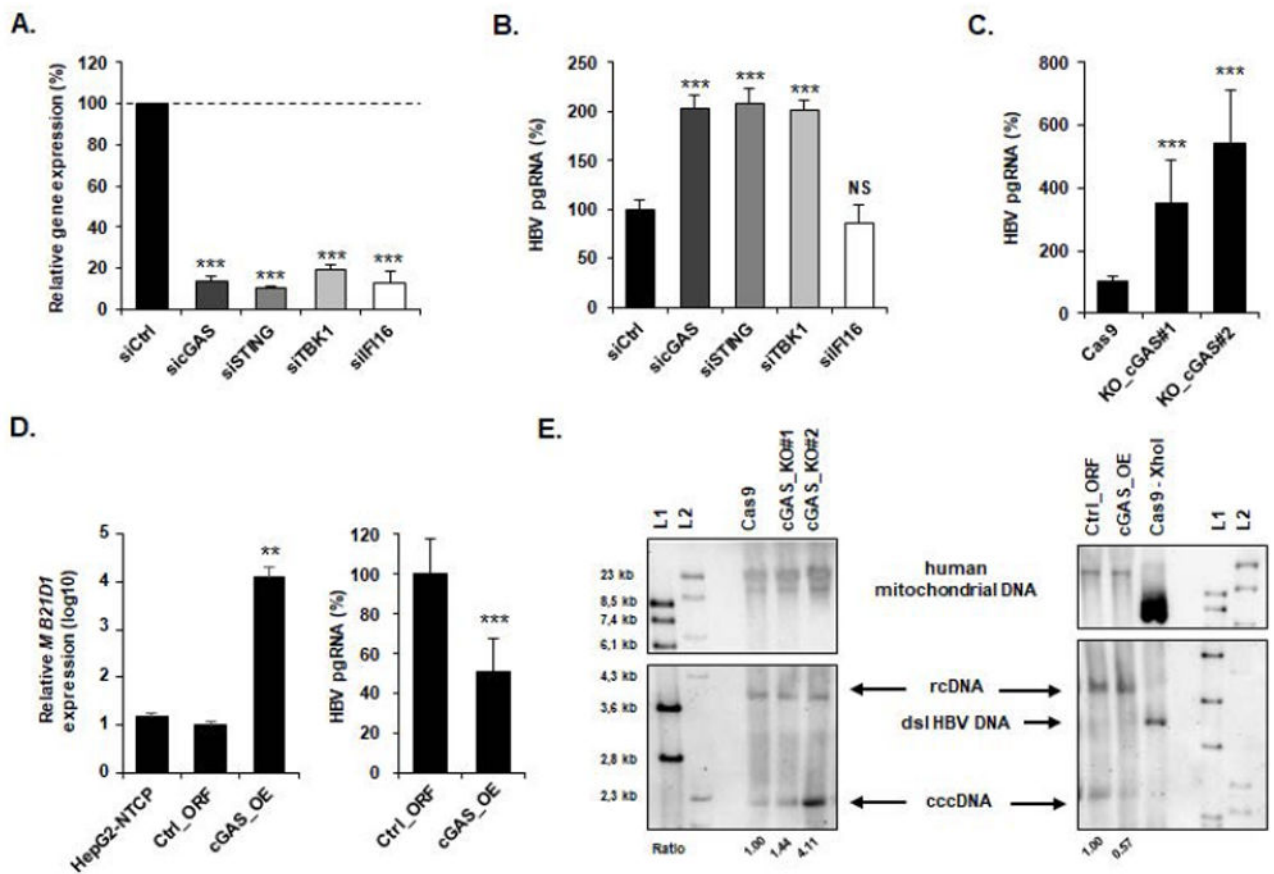 A.
Relative gene expression (%)
120
100
80
60
40
20
0
***
***
***
***
siCtrl
sicGAS
siSTING
siTBK1
siIFI16
B.
HBV pgRNA (%)
250
200
150
100
50
0
***
***
***
NS
siCtrl
sicGAS
siSTING
siTBK1
siIFI16
C.
HBV pgRNA (%)
800
600
400
200
0
***
***
Cas9
KO_cGAS#1
KO_cGAS#2
D.
Relative M B21D1
expression (log10)
5
4
3
2
1
0
**
HepG2-NTCP
Ctrl_ORF
cGAS_OE
HBV pgRNA (%)
120
100
80
60
40
20
0
***
Ctrl_ORF
cGAS_OE
E.
L1
L2
Cas9
cGAS_KO#1
cGAS_KO#2
23 kb
8,5 kb
7,4 kb
6,1 kb
4,3 kb
3,6 kb
2,8 kb
2,3 kb
Ratio
1.00
1.44
4.11
human
mitochondrial DNA
rcDNA
dsl HBV DNA
cccDNA
Ctrl_ORF
cGAS_OE
Cas9 - XhoI
L1
L2
1.00
0.57